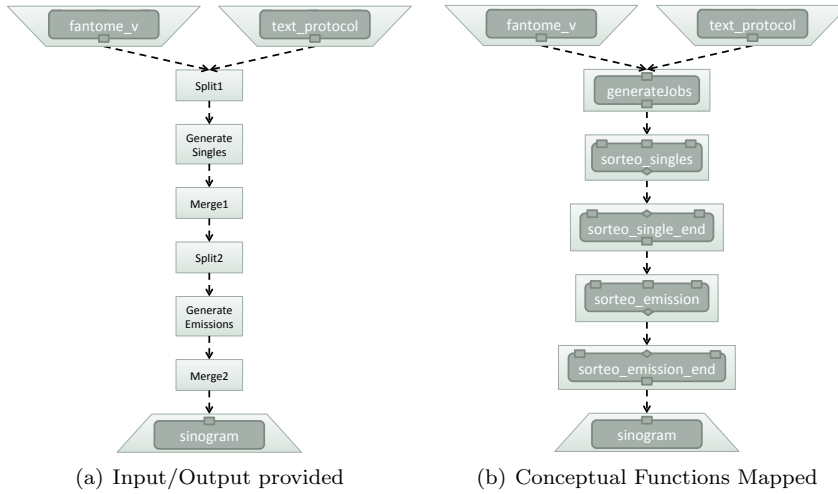 fantome_v
text_protocol
Split1
Generate
Singles
Merge1
Split2
Generate
Emissions
Merge2
sinogram
(a) Input/Output provided
fantome_v
text_protocol
generateJobs
sorteo_singles
sorteo_single_end
sorteo_emission
sorteo_emission_end
sinogram
(b) Conceptual Functions Mapped